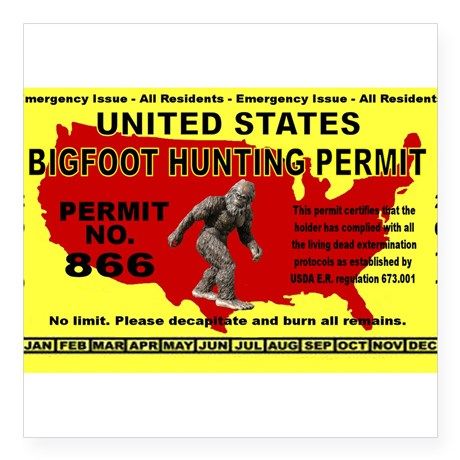 mergency Issue - All Residents - Emergency Issue - All Resident
UNITED STATES
BIGFOOT HUNTING PERMIT
PERMIT
NO.
866
This permit certifies that the
holder has complied with all
the living dead extermination
protocols as established by
USDA E.R. regulation 673.001
No limit. Please decapitate and burn all remains.
JAN FEB MAR APR MAY JUN JUL AUG SEP OCT NOV DEC